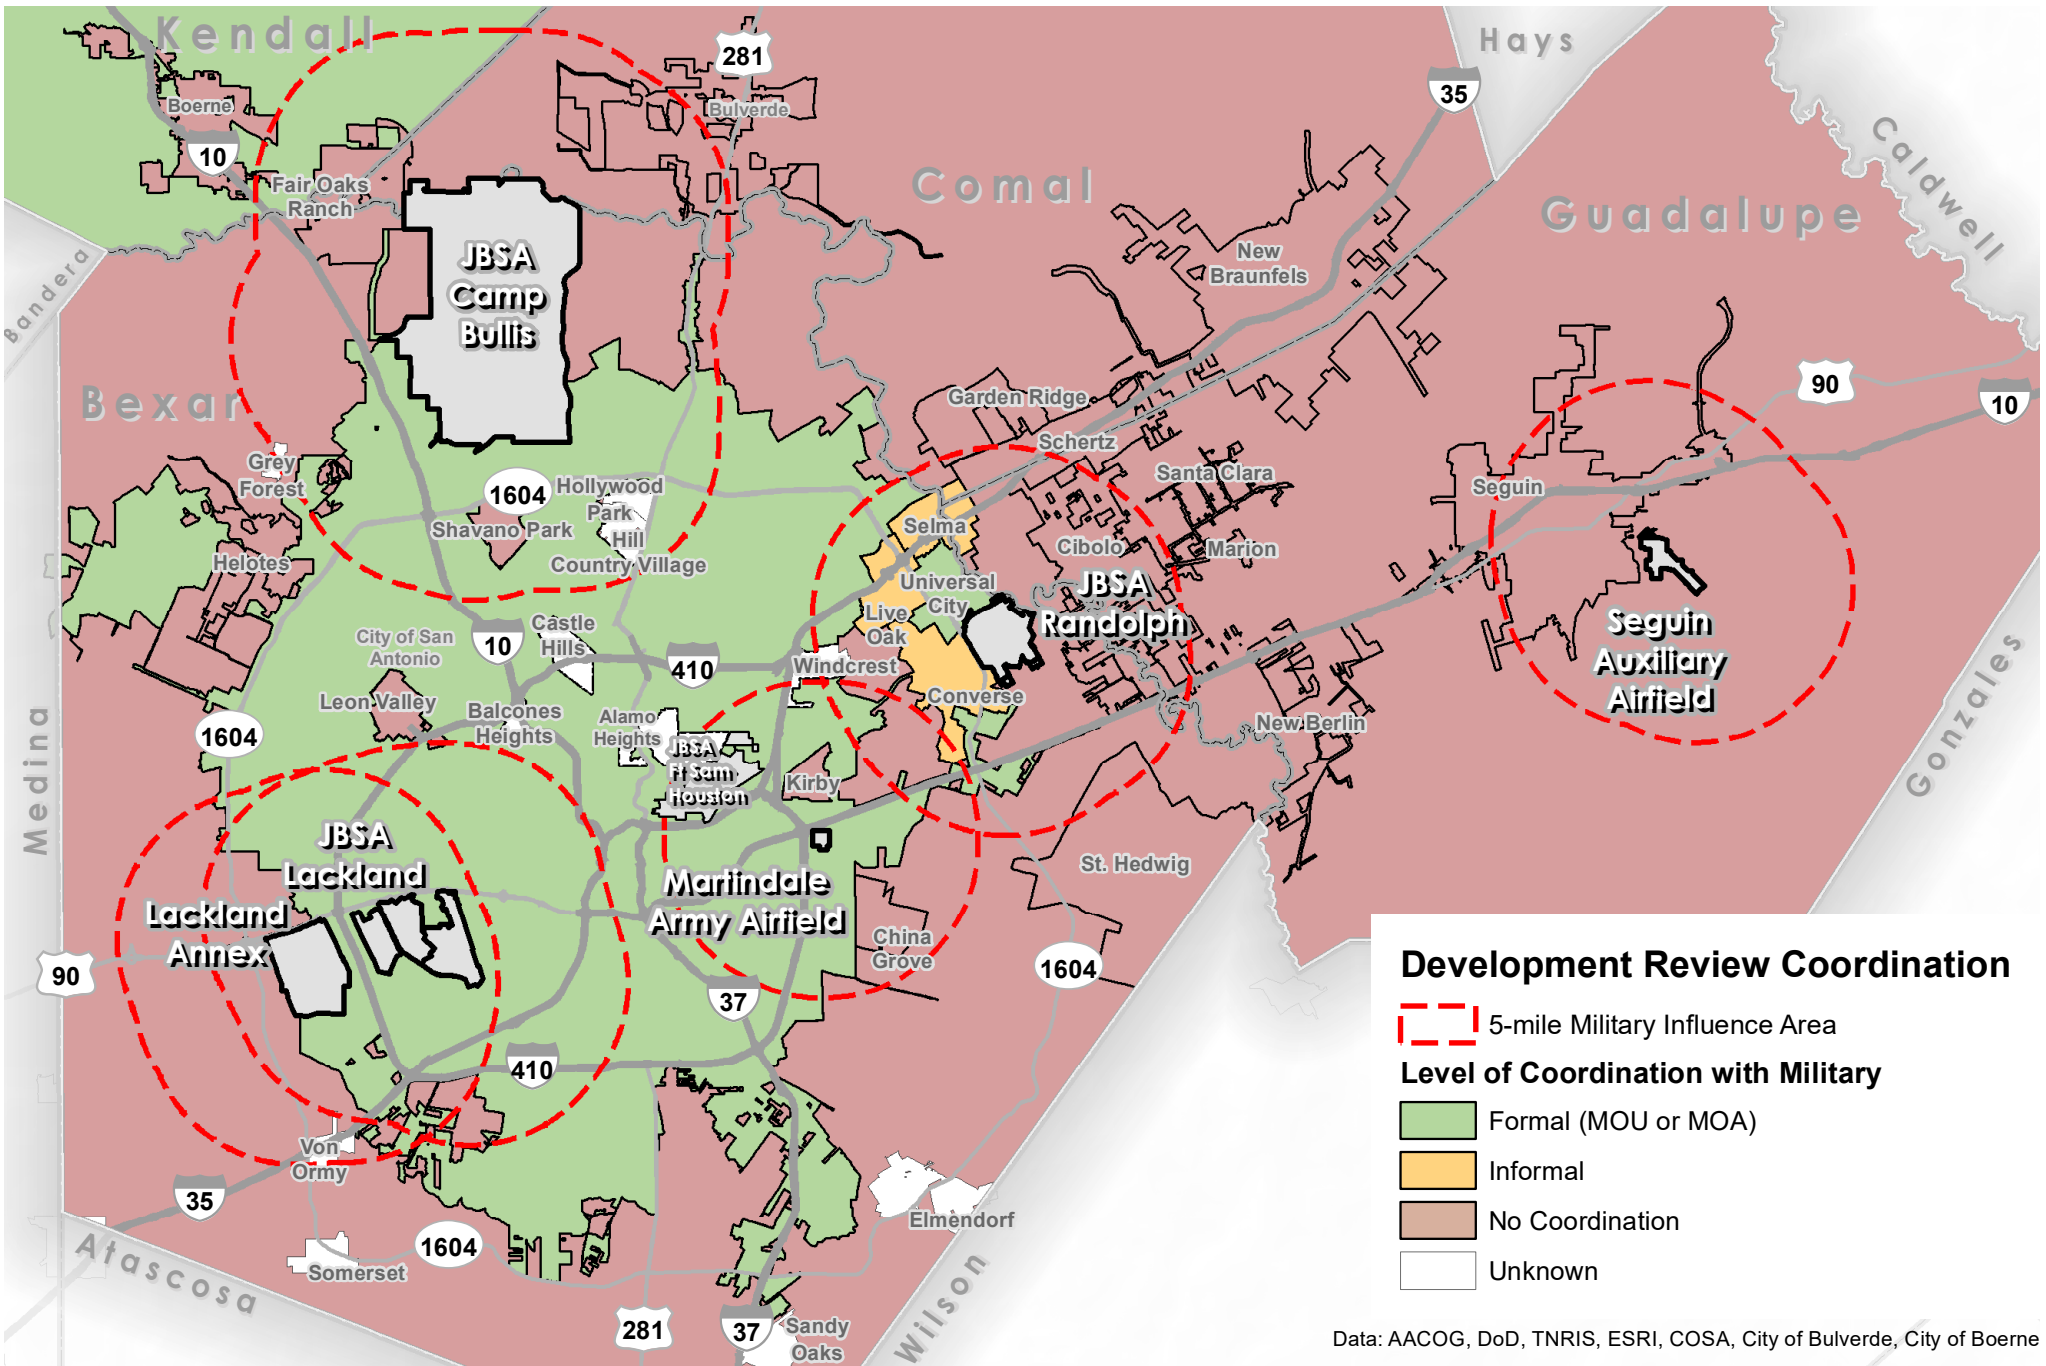 Kendall
Hays
281
35
Boerne
Bulverde
10
Caldwell
Fair Oaks
Ranch
Comal
Guadalupe
Bandera
JBSA
Camp
Bullis
New
Braunfels
90
10
Bexar
Garden Ridge
Schertz
Grey
Forest
1604
Hollywood
Park
Santa Clara
Seguin
Shavano Park
Hill
Country Village
Selma
Cibolo
Marion
Helotes
Universal
City
JBSA
Randolph
Live
Oak
Castle
Hills
City of San
Antonio
10
410
Windcrest
Seguin
Auxiliary
Airfield
Converse
Leon Valley
Balcones
Heights
Alamo
Heights
New Berlin
1604
Medina
JBSA
Ft Sam
Houston
Kirby
Gonzales
JBSA
Lackland
Martindale
Army Airfield
St. Hedwig
Lackland
Annex
China
Grove
90
37
1604
410
Von
Ormy
35
Elmendorf
1604
Somerset
Atascosa
Wilson
281
37
Sandy
Oaks
Development Review Coordination
5-mile Military Influence Area
Level of Coordination with Military
Formal (MOU or MOA)
Informal
No Coordination
Unknown
Data: AACOG, DoD, TNRIS, ESRI, COSA, City of Bulverde, City of Boerne